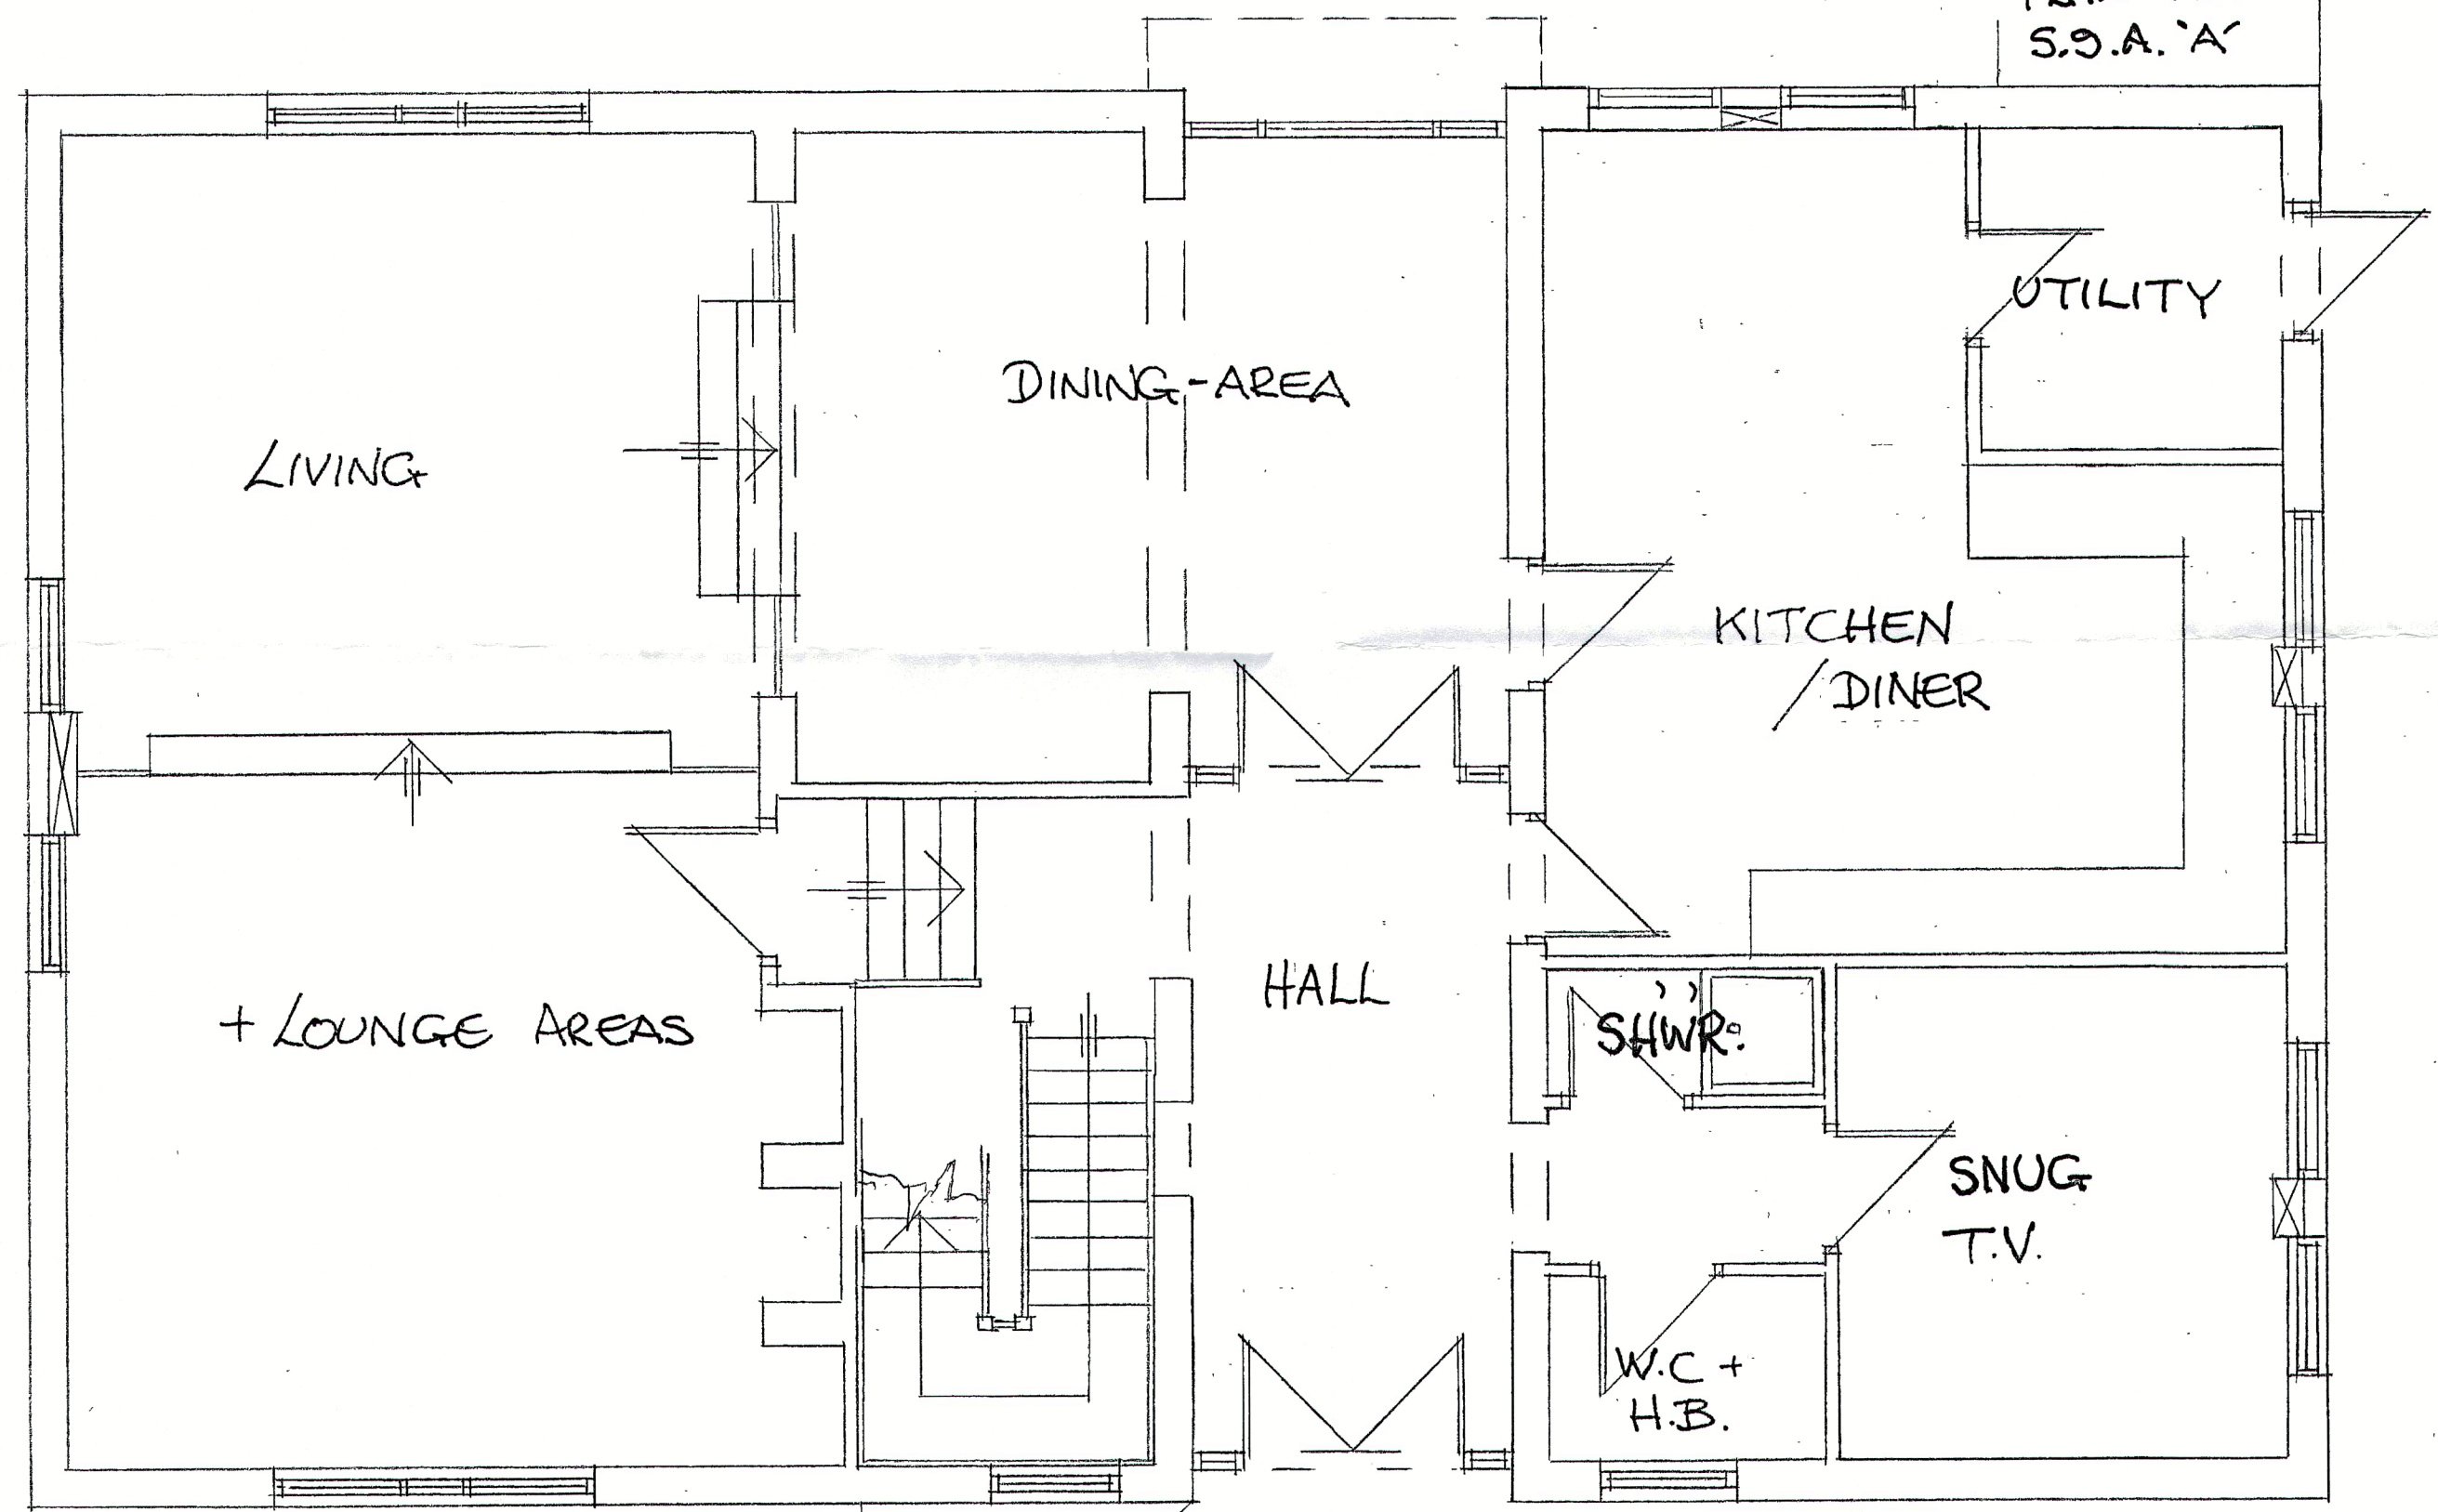 S.9.A. 'A'
UTILITY
DINING-AREA
LIVING
KITCHEN
/DINER
HALL
+ LOUNGE AREAS
SHWR.
SNUG
T.V.
W.C +
H.B.